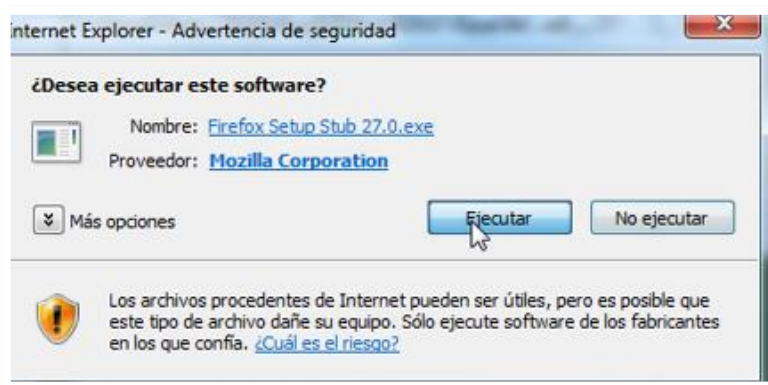 Internet Explorer - Advertencia de seguridad
¿Desea ejecutar este software?
Nombre: Firefox Setup Stub 27.0.exe
Proveedor: Mozilla Corporation
Más opciones
Ejecutar
No ejecutar
Los archivos procedentes de Internet pueden ser útiles, pero es posible que
este tipo de archivo dañe su equipo. Sólo ejecute software de los fabricantes
en los que confía. ¿Cuál es el riesgo?